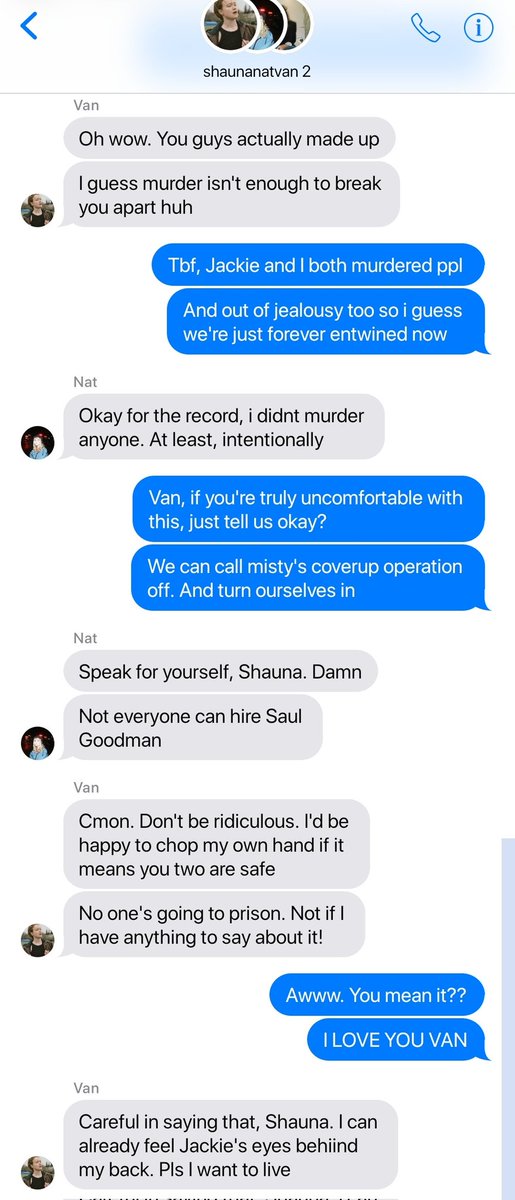 shaunanatvan 2
Van
Oh wow. You guys actually made up
I guess murder isn't enough to break
you apart huh
Tbf, Jackie and I both murdered ppl
And out of jealousy too so i guess
we're just forever entwined now
Nat
Okay for the record, i didnt murder
anyone. At least, intentionally
Van, if you're truly uncomfortable with
this, just tell us okay?
We can call misty's coverup operation
off. And turn ourselves in
Nat
Speak for yourself, Shauna. Damn
Not everyone can hire Saul
Goodman
Van
Cmon. Don't be ridiculous. I'd be
happy to chop my own hand if it
means you two are safe
No one's going to prison. Not if I
have anything to say about it!
Awww. You mean it??
I LOVE YOU VAN
Van
Careful in saying that, Shauna. I can
already feel Jackie's eyes behiind
my back. Pls I want to live